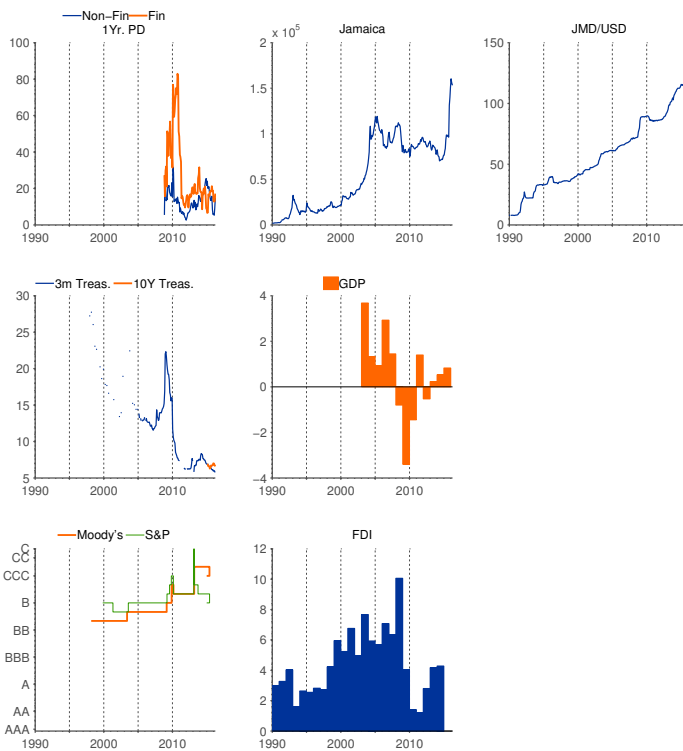 Non-Fin Fin
1Yr. PD
100
80
60
40
20
0
1990 2000 2010
Jamaica
2 x 10^5
2
1.5
1
0.5
0
1990 2000 2010
JMD/USD
150
100
50
0
1990 2000 2010
3m Treas. 10Y Treas.
30
25
20
15
10
5
1990 2000 2010
GDP
4
2
0
−2
−4
1990 2000 2010
Moody's S&P
C
CC
CCC
B
BB
BBB
A
AA
AAA
1990 2000 2010
FDI
12
10
8
6
4
2
0
1990 2000 2010